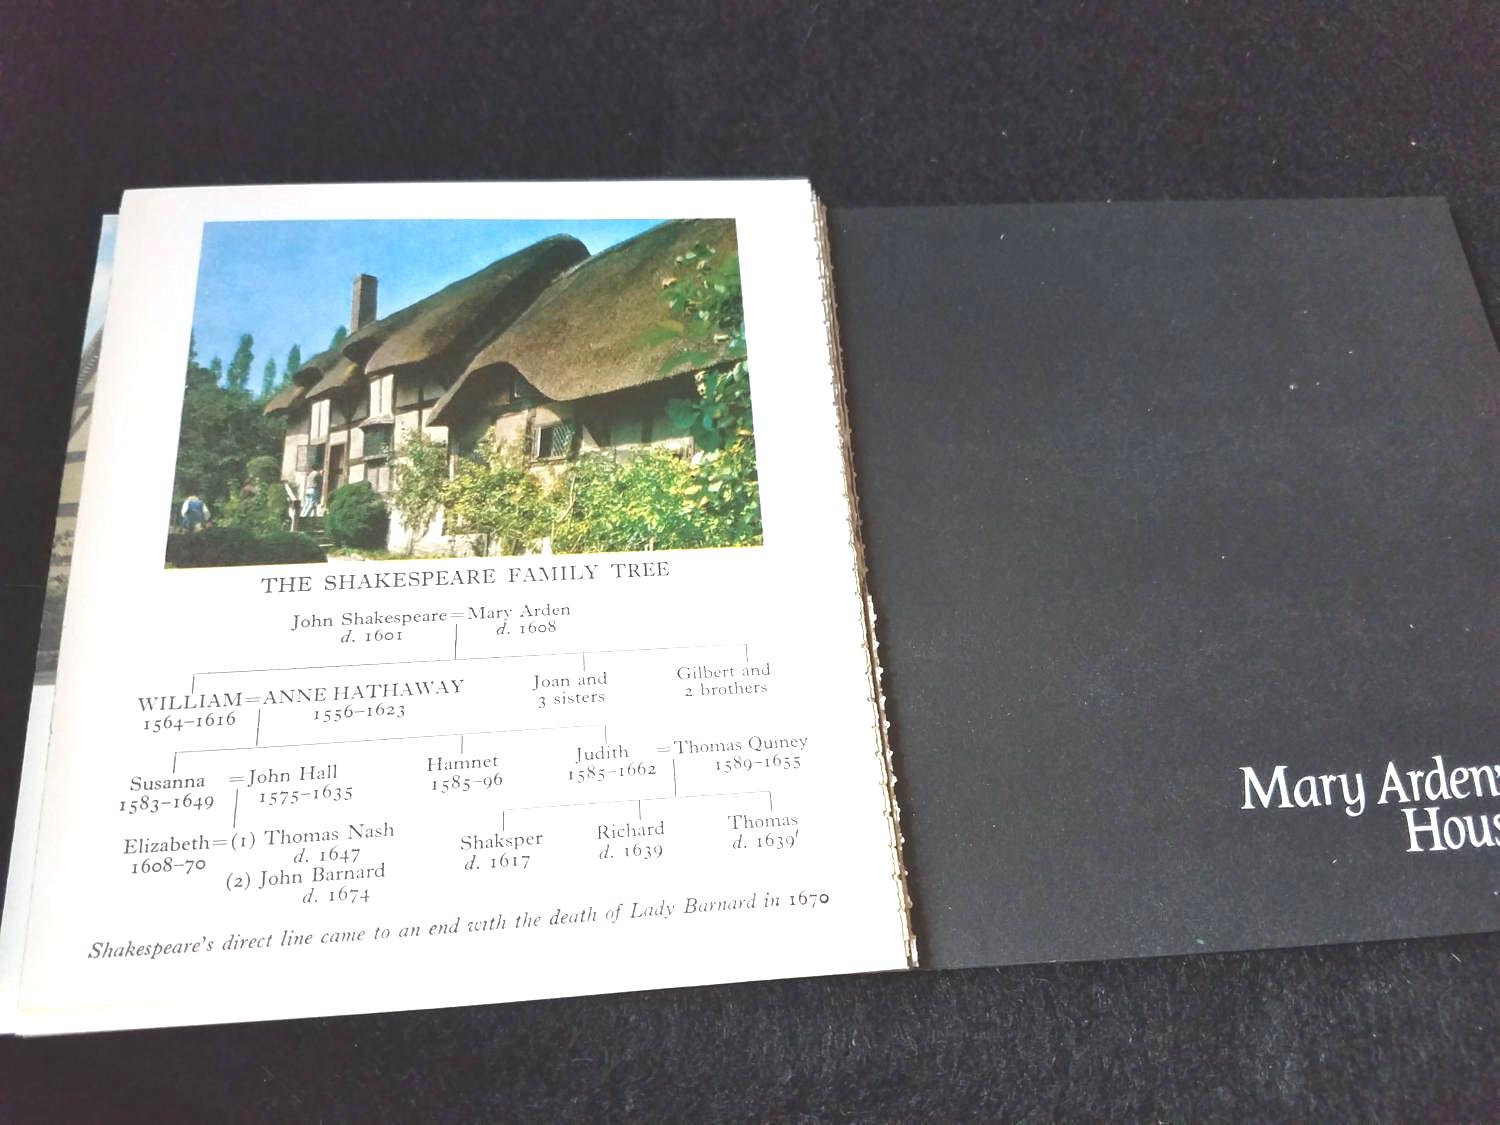 THE SHAKESPEARE FAMILY TREE
John Shakespeare=Mary Arden
d. 1601 d. 1608
WILLIAM=ANNE HATHAWAY Joan and Gilbert and
1564–1616 1556–1623 3 sisters 2 brothers
Susanna =John Hall Hamnet Judith =Thomas Quiney
1583–1649 1575–1635 1585–96 1585–1662 1589–1655
Elizabeth=(1) Thomas Nash Shaksper Richard Thomas
1608–70 d. 1647 d. 1617 d. 1639 d. 1639
(2) John Barnard
d. 1674
Shakespeare's direct line came to an end with the death of Lady Barnard in 1670
Mary Arden'
Hous